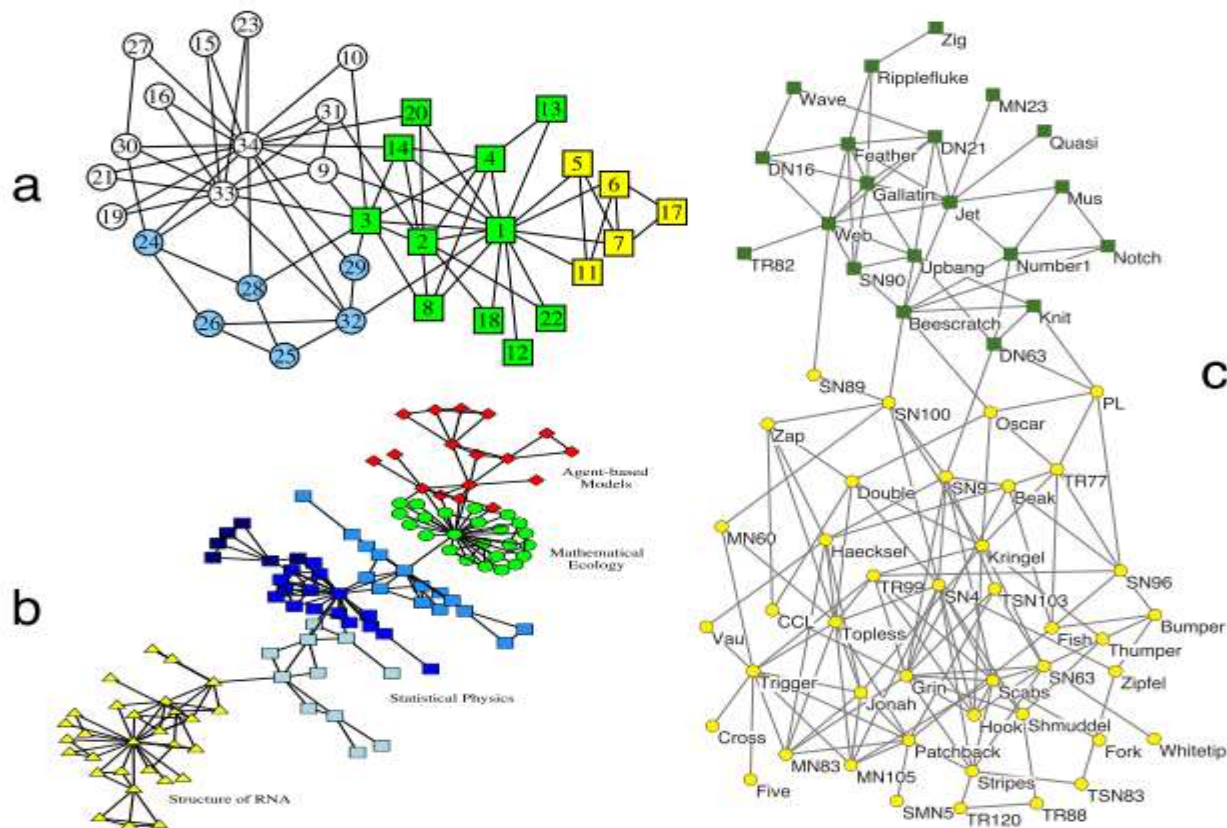 a
23
27
15
10
16
31
20
13
34
14
4
30
5
9
6
21
33
17
19
3
1
24
2
7
29
11
28
8
18
22
32
26
12
25
b
Agent-based
Models
Mathematical
Ecology
Statistical Physics
Structure of RNA
c
Zig
Ripplefluke
Wave
MN23
Quasi
Feather
DN21
DN16
Gallatin
Mus
Jet
Web
TR82
Upbang
Number1
Notch
SN90
Beescratch
Knit
DN63
SN89
PL
SN100
Oscar
Zap
SN9
TR77
Double
Beak
MN60
Haecksel
Kringel
TR99
SN4
TSN103
SN96
CCL
Vau
Topless
Fish
Bumper
Thumper
Trigger
Grin
Scabs
SN63
Zipfel
Jonah
Hook
Shmuddel
Cross
Patchback
Fork
Whitetip
MN83
MN105
Stripes
Five
TSN83
SMN5
TR120
TR88